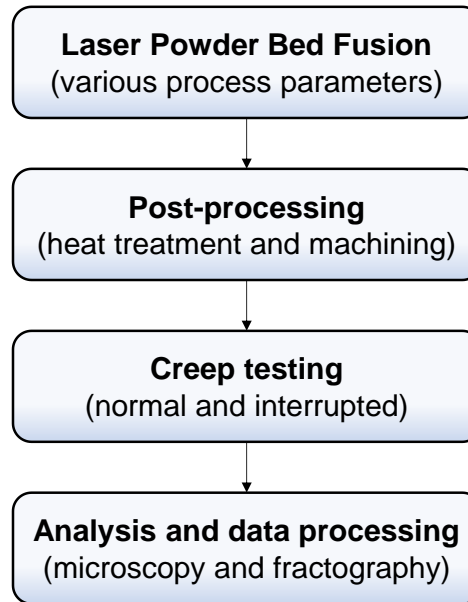 Laser Powder Bed Fusion
(various process parameters)
Post-processing
(heat treatment and machining)
Creep testing
(normal and interrupted)
Analysis and data processing
(microscopy and fractography)